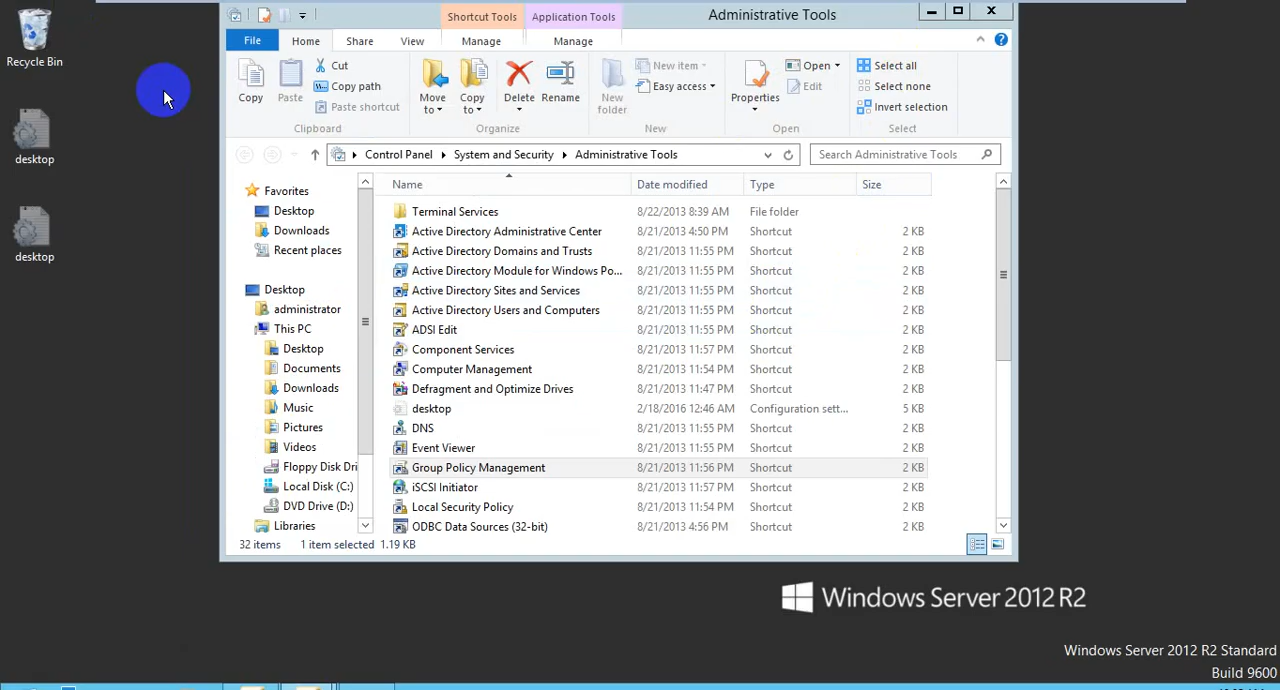 Recycle Bin
desktop
desktop
Shortcut Tools
Application Tools
Administrative Tools
File
Home
Share
View
Manage
Manage
Copy
Paste
Cut
Copy path
Paste shortcut
Clipboard
Move to
Copy to
Delete
Rename
Organize
New folder
New item
Easy access
New
Properties
Open
Edit
Open
Select all
Select none
Invert selection
Select
Control Panel
System and Security
Administrative Tools
Search Administrative Tools
Favorites
Desktop
Downloads
Recent places
Desktop
administrator
This PC
Desktop
Documents
Downloads
Music
Pictures
Videos
Floppy Disk Dri
Local Disk (C:)
DVD Drive (D:)
Libraries
Name Date modified Type Size
Terminal Services 8/22/2013 8:39 AM File folder
Active Directory Administrative Center 8/21/2013 4:50 PM Shortcut 2 KB
Active Directory Domains and Trusts 8/21/2013 11:55 PM Shortcut 2 KB
Active Directory Module for Windows Po... 8/21/2013 11:55 PM Shortcut 2 KB
Active Directory Sites and Services 8/21/2013 11:55 PM Shortcut 2 KB
Active Directory Users and Computers 8/21/2013 11:55 PM Shortcut 2 KB
ADSI Edit 8/21/2013 11:55 PM Shortcut 2 KB
Component Services 8/21/2013 11:57 PM Shortcut 2 KB
Computer Management 8/21/2013 11:54 PM Shortcut 2 KB
Defragment and Optimize Drives 8/21/2013 11:47 PM Shortcut 2 KB
desktop 2/18/2016 12:46 AM Configuration sett... 5 KB
DNS 8/21/2013 11:55 PM Shortcut 2 KB
Event Viewer 8/21/2013 11:55 PM Shortcut 2 KB
Group Policy Management 8/21/2013 11:56 PM Shortcut 2 KB
iSCSI Initiator 8/21/2013 11:57 PM Shortcut 2 KB
Local Security Policy 8/21/2013 11:54 PM Shortcut 2 KB
ODBC Data Sources (32-bit) 8/21/2013 4:56 PM Shortcut 2 KB
32 items 1 item selected 1.19 KB
Windows Server 2012 R2
Windows Server 2012 R2 Standard
Build 9600